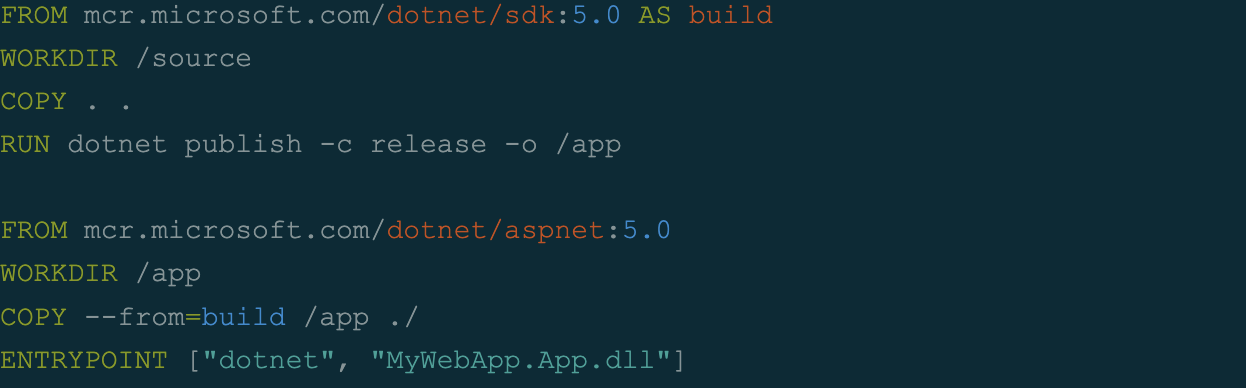 FROM mcr.microsoft.com/dotnet/sdk:5.0 AS build
WORKDIR /source
COPY . .
RUN dotnet publish -c release -o /app
FROM mcr.microsoft.com/dotnet/aspnet:5.0
WORKDIR /app
COPY --from=build /app ./
ENTRYPOINT ["dotnet", "MyWebApp.App.dll"]